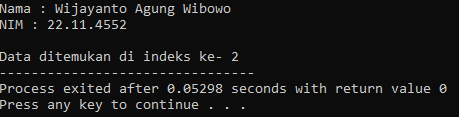 Nama : Wijayanto Agung Wibowo
NIM : 22.11.4552
Data ditemukan di indeks ke- 2
--------------------------------
Process exited after 0.05298 seconds with return value 0
Press any key to continue . . .